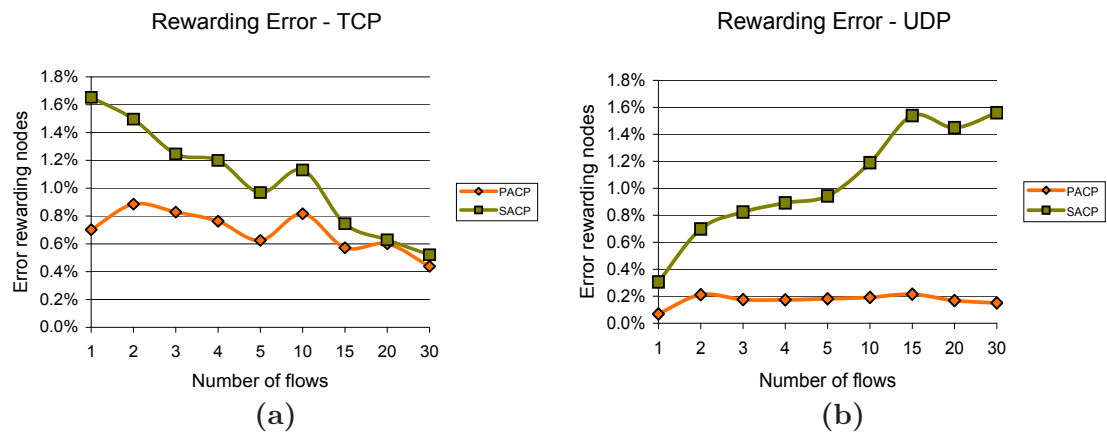 Rewarding Error - TCP
Error rewarding nodes
1.8%
1.6%
1.4%
1.2%
1.0%
0.8%
0.6%
0.4%
0.2%
0.0%
1 2 3 4 5 10 15 20 30
Number of flows
PACP
SACP
(a)
Rewarding Error - UDP
Error rewarding nodes
1.8%
1.6%
1.4%
1.2%
1.0%
0.8%
0.6%
0.4%
0.2%
0.0%
1 2 3 4 5 10 15 20 30
Number of flows
PACP
SACP
(b)